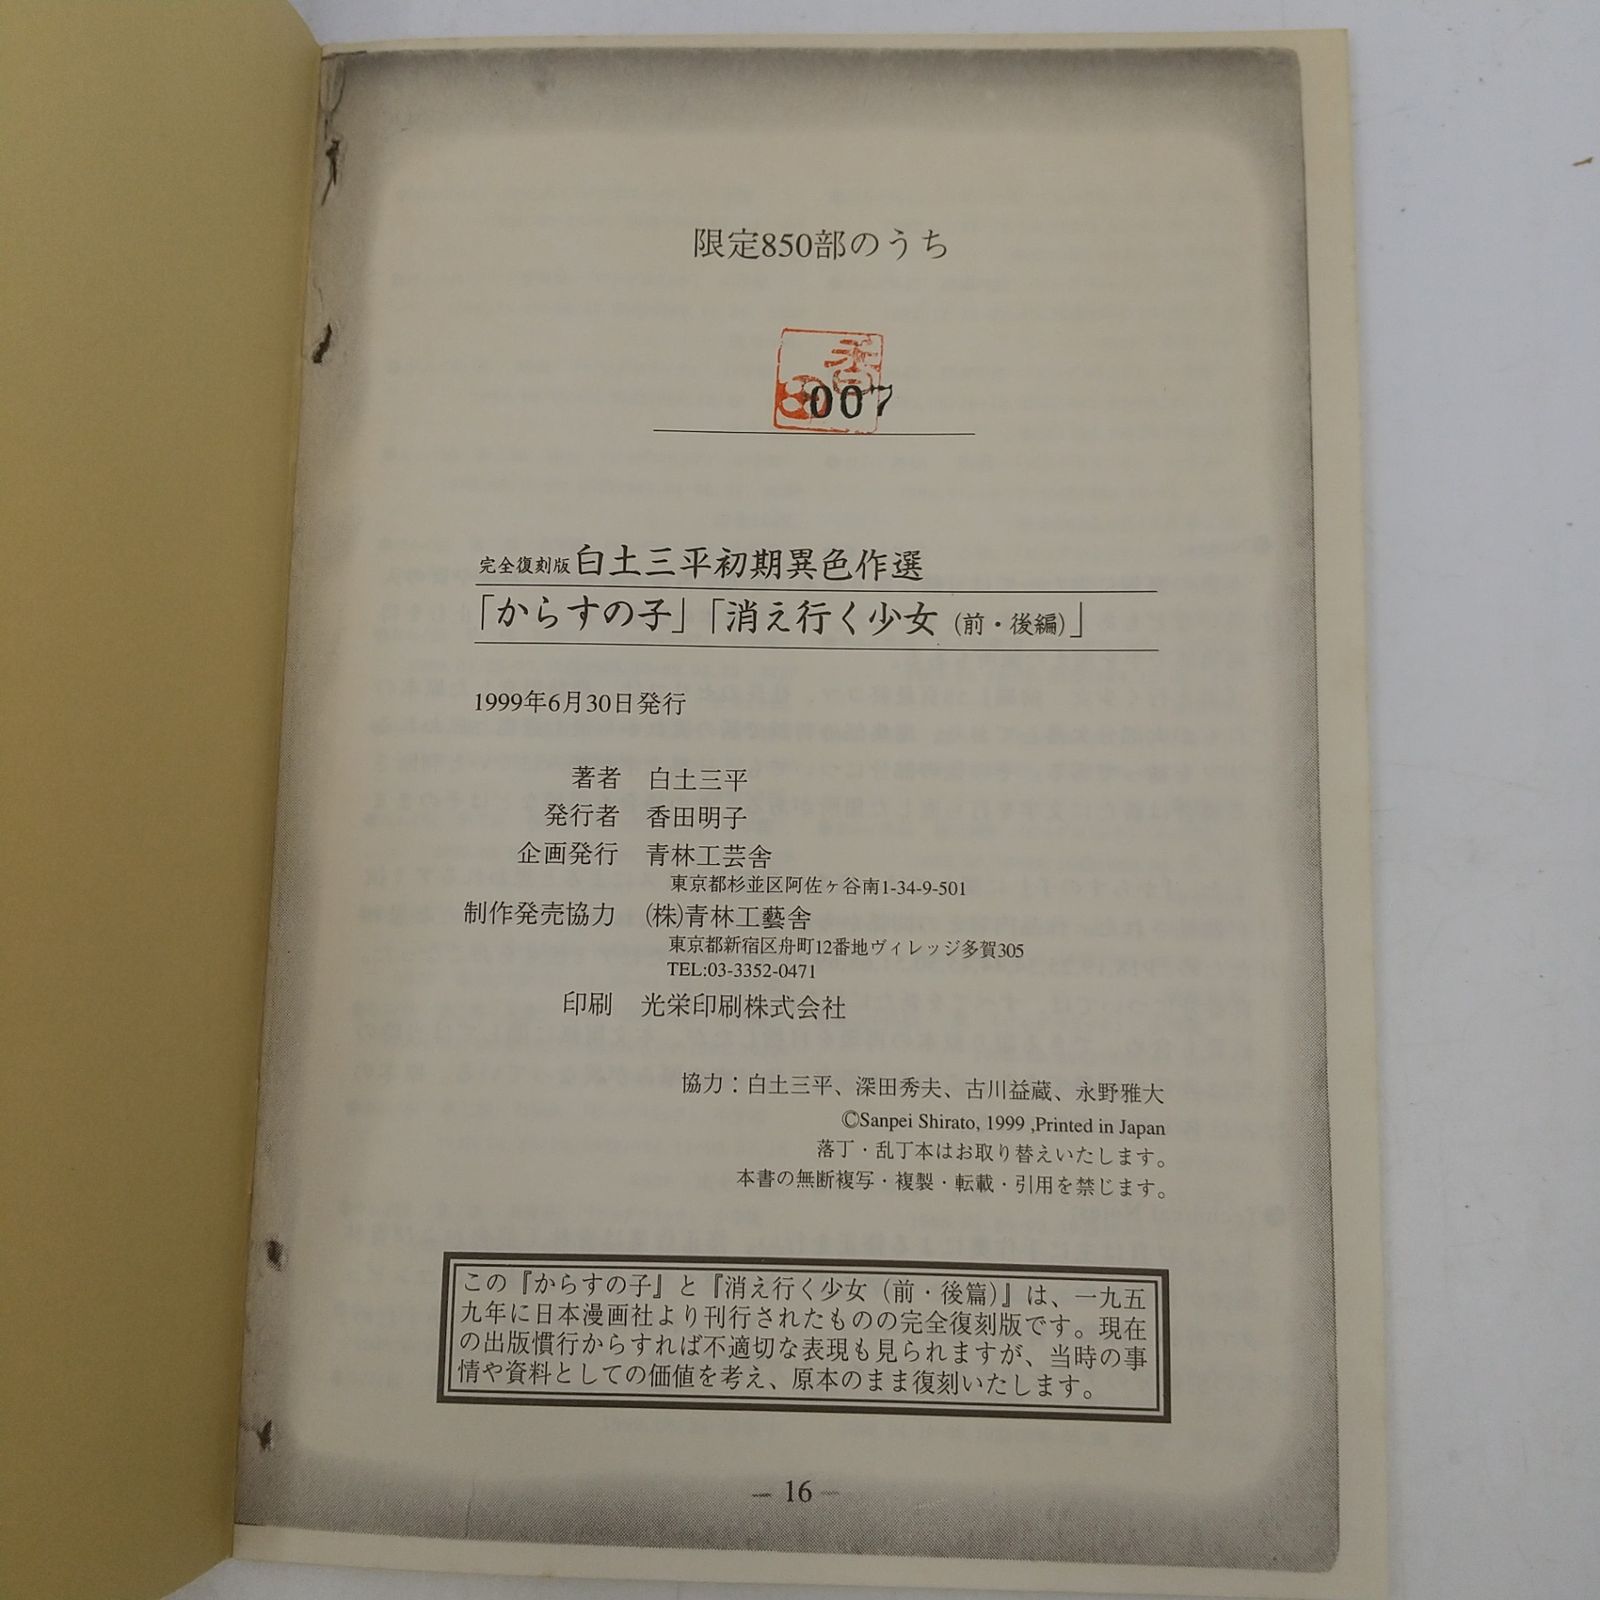 限定850部のうち
香田
007
完全復刻版 白土三平初期異色作選
「からすの子」「消え行く少女（前・後編）」
1999年6月30日発行
著者　白土三平
発行者　香田明子
企画発行　青林工芸舎
東京都杉並区阿佐ヶ谷南1-34-9-501
制作発売協力　(株)青林工藝舎
東京都新宿区舟町12番地ヴィレッジ多賀305
TEL:03-3352-0471
印刷　光栄印刷株式会社
協力：白土三平、深田秀夫、古川益蔵、永野雅大
©Sanpei Shirato, 1999 ,Printed in Japan
落丁・乱丁本はお取り替えいたします。
本書の無断複写・複製・転載・引用を禁じます。
この『からすの子』と『消え行く少女（前・後篇）』は、一九五
九年に日本漫画社より刊行されたものの完全復刻版です。現在
の出版慣行からすれば不適切な表現も見られますが、当時の事
情や資料としての価値を考え、原本のまま復刻いたします。
— 16 —